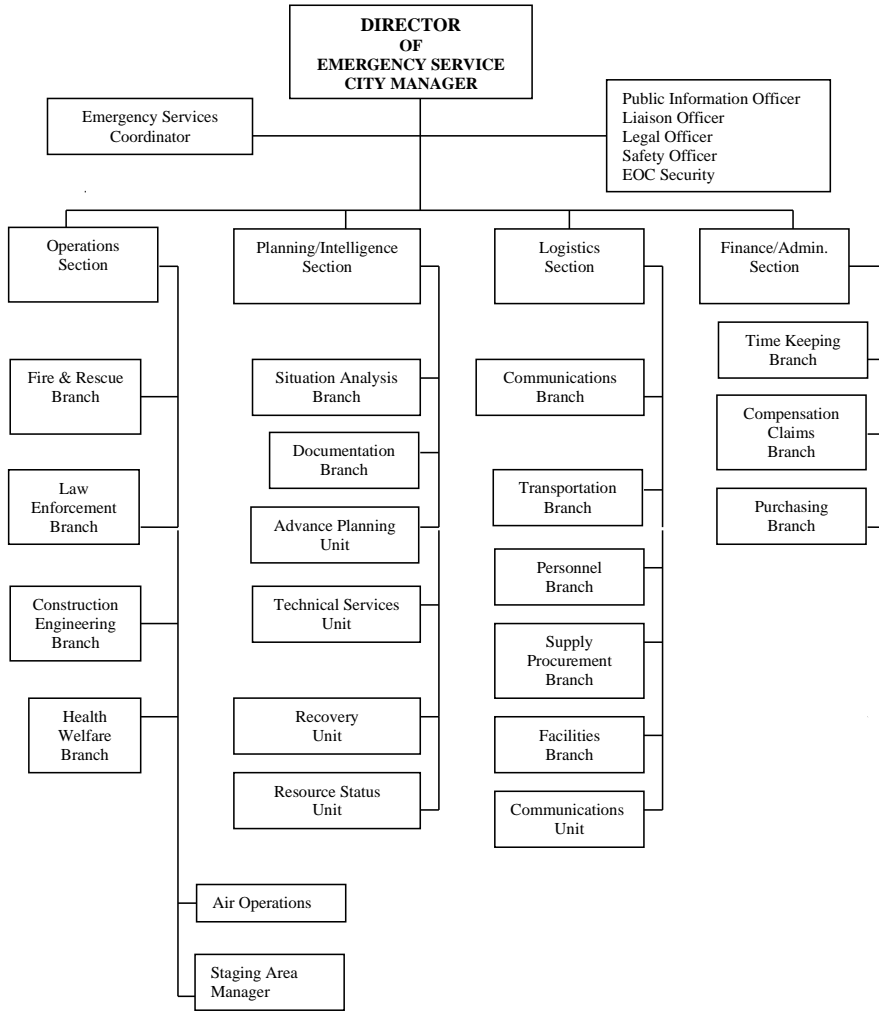 DIRECTOR
OF
EMERGENCY SERVICE
CITY MANAGER
Emergency Services
Coordinator
Public Information Officer
Liaison Officer
Legal Officer
Safety Officer
EOC Security
Operations
Section
Planning/Intelligence
Section
Logistics
Section
Finance/Admin.
Section
Fire & Rescue
Branch
Law
Enforcement
Branch
Construction
Engineering
Branch
Health
Welfare
Branch
Air Operations
Staging Area
Manager
Situation Analysis
Branch
Documentation
Branch
Advance Planning
Unit
Technical Services
Unit
Recovery
Unit
Resource Status
Unit
Communications
Branch
Transportation
Branch
Personnel
Branch
Supply
Procurement
Branch
Facilities
Branch
Communications
Unit
Time Keeping
Branch
Compensation
Claims
Branch
Purchasing
Branch